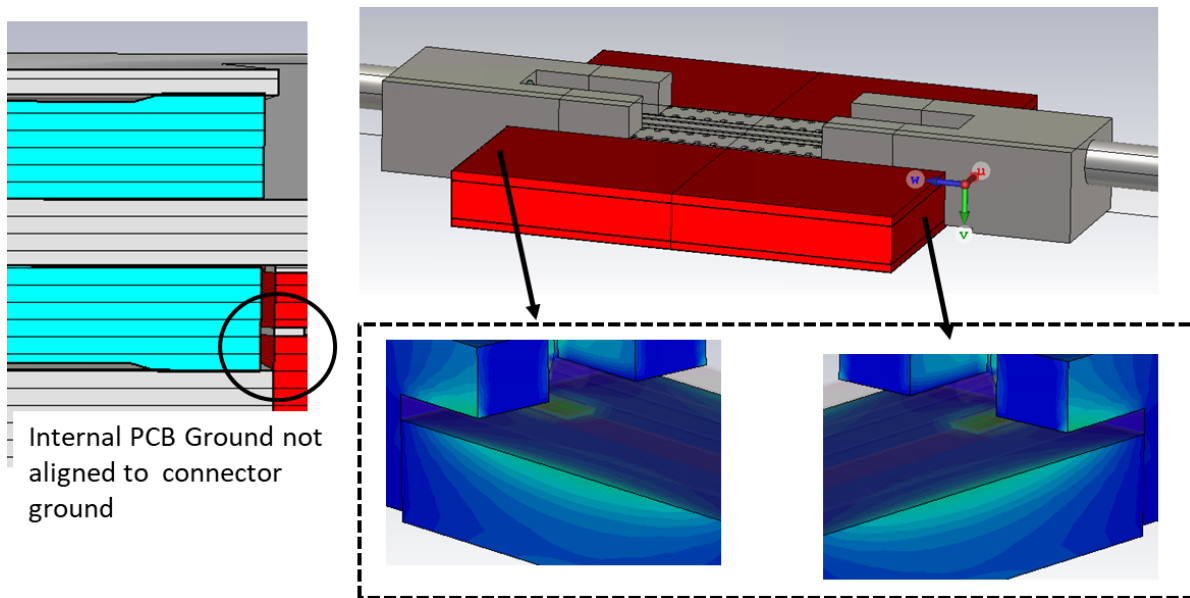 w
u
v
Internal PCB Ground not
aligned to connector
ground